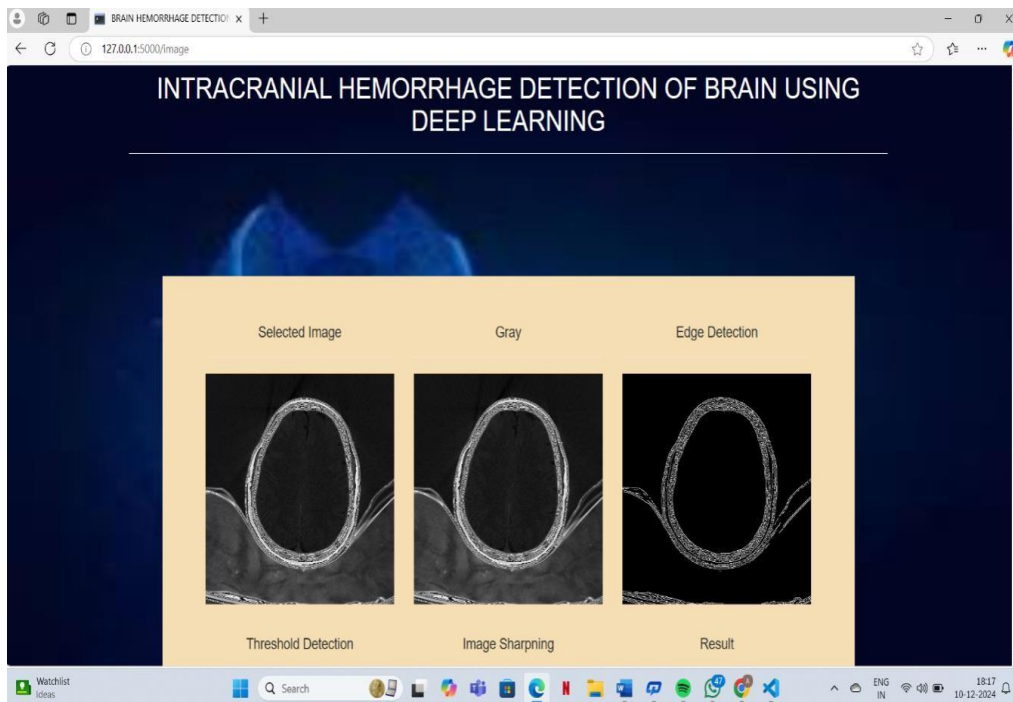 BRAIN HEMORRHAGE DETECTIO
127.0.0.1:5000/image
INTRACRANIAL HEMORRHAGE DETECTION OF BRAIN USING
DEEP LEARNING
Selected Image
Gray
Edge Detection
Threshold Detection
Image Sharpning
Result
Watchlist
Ideas
Search
47
ENG
IN
18:17
10-12-2024